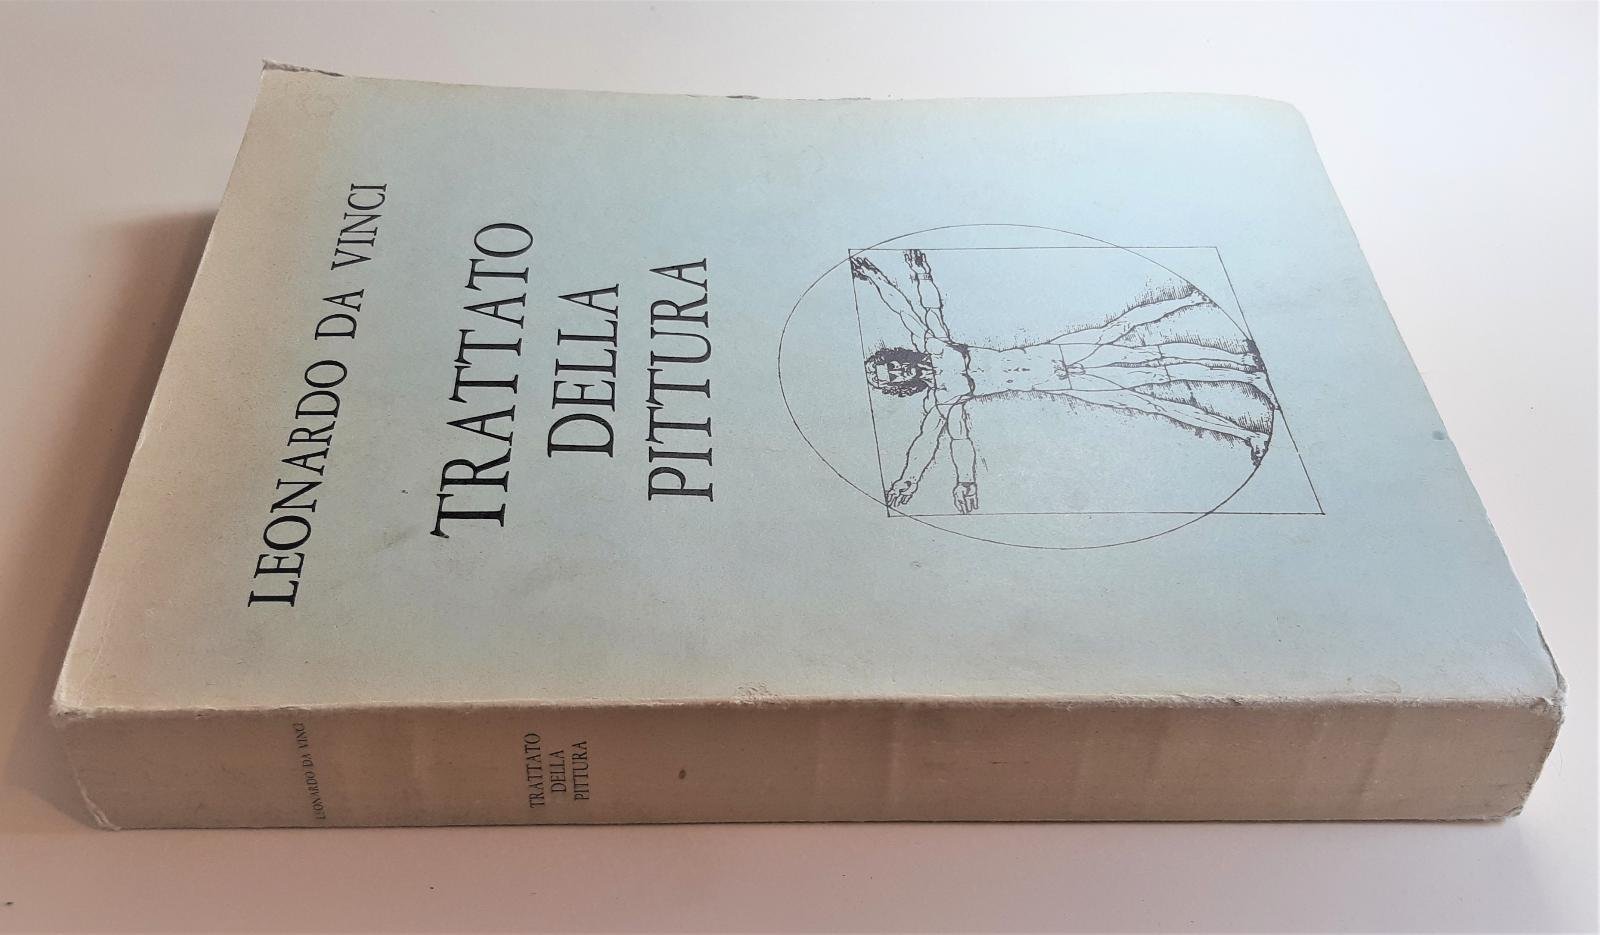 LEONARDO DA VINCI
TRATTATO
DELLA
PITTURA
LEONARDO DA VINCI
TRATTATO
DELLA
PITTURA